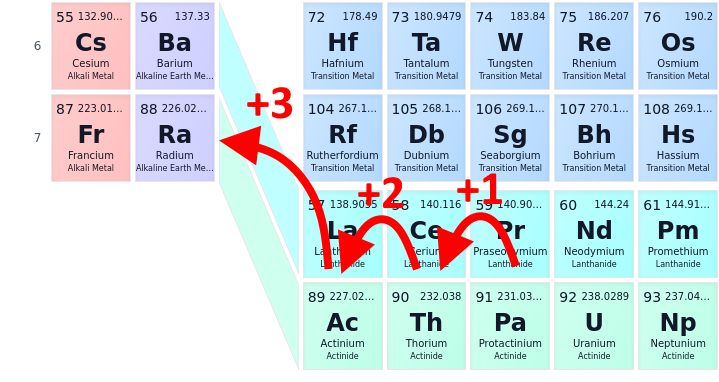 55 132.90...
Cs
Cesium
Alkali Metal
56 137.33
Ba
Barium
Alkaline Earth Me...
72 178.49
Hf
Hafnium
Transition Metal
73 180.9479
Ta
Tantalum
Transition Metal
74 183.84
W
Tungsten
Transition Metal
75 186.207
Re
Rhenium
Transition Metal
76 190.2
Os
Osmium
Transition Metal
6
+3
87 223.01...
Fr
Francium
Alkali Metal
88 226.02...
Ra
Radium
Alkaline Earth Me...
104 267.1...
Rf
Rutherfordium
Transition Metal
105 268.1...
Db
Dubnium
Transition Metal
106 269.1...
Sg
Seaborgium
Transition Metal
107 270.1...
Bh
Bohrium
Transition Metal
108 269.1...
Hs
Hassium
Transition Metal
7
+2
+1
57 138.9055
La
Lanthanide
58 140.116
Ce
Cerium
Lanthanide
59 140.90...
Pr
Praseodymium
Lanthanide
60 144.24
Nd
Neodymium
Lanthanide
61 144.91...
Pm
Promethium
Lanthanide
89 227.02...
Ac
Actinium
Actinide
90 232.038
Th
Thorium
Actinide
91 231.03...
Pa
Protactinium
Actinide
92 238.0289
U
Uranium
Actinide
93 237.04...
Np
Neptunium
Actinide